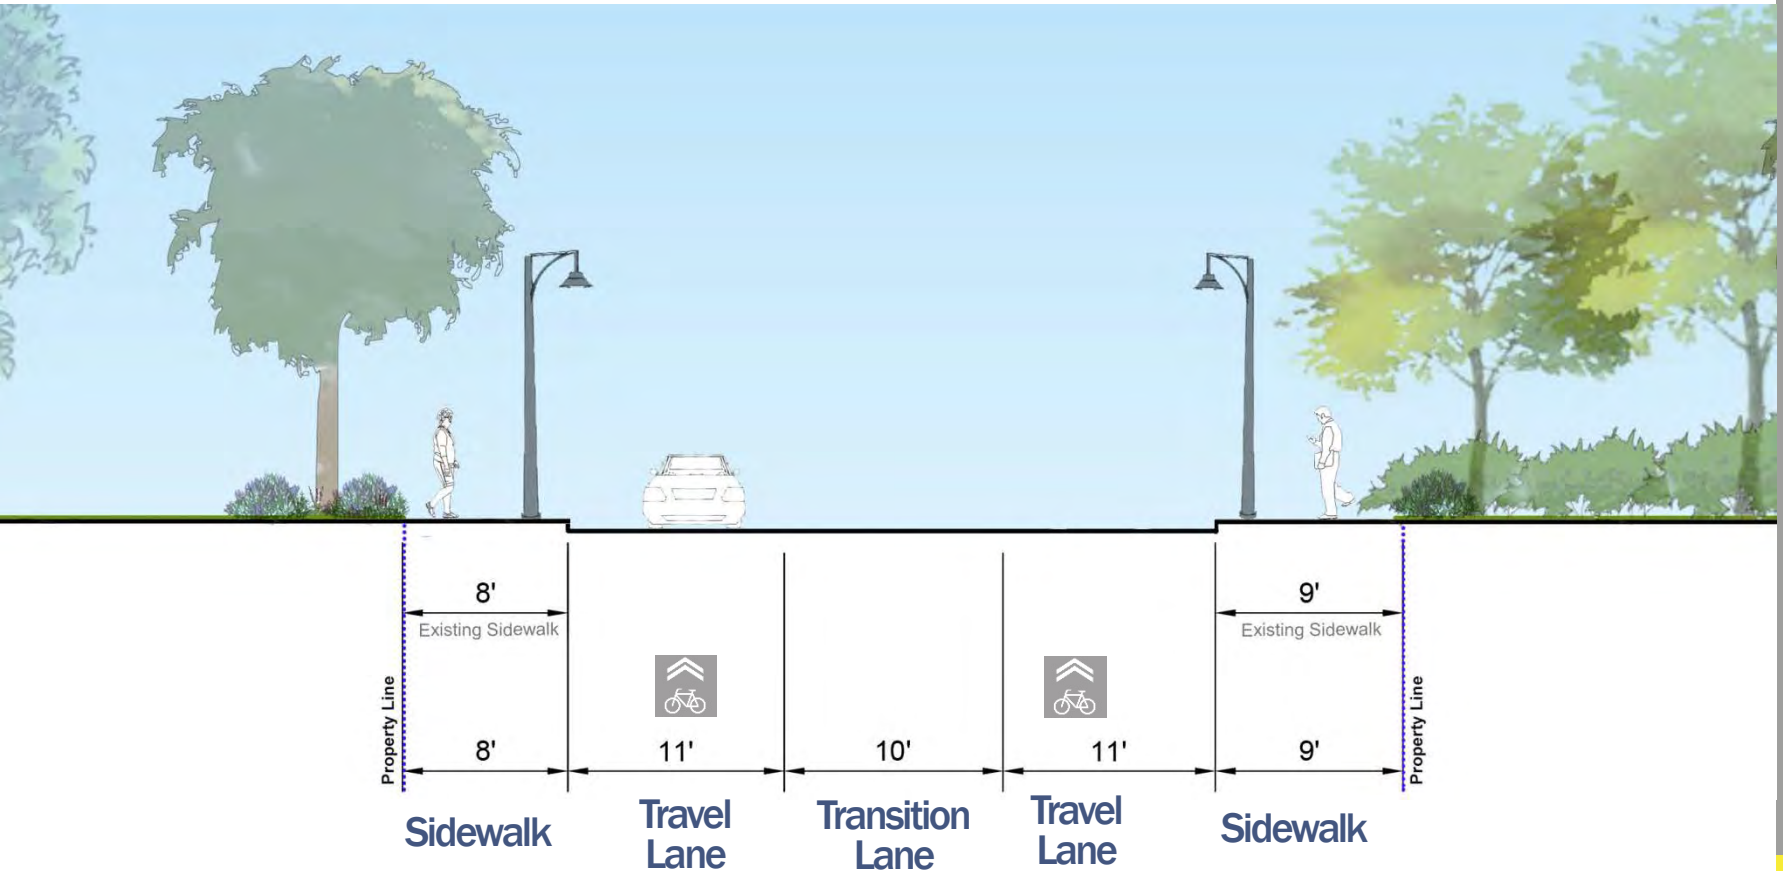 8'
9'
Existing Sidewalk
Existing Sidewalk
Property Line
Property Line
8'
11'
10'
11'
9'
Sidewalk
Travel
Lane
Transition
Lane
Travel
Lane
Sidewalk